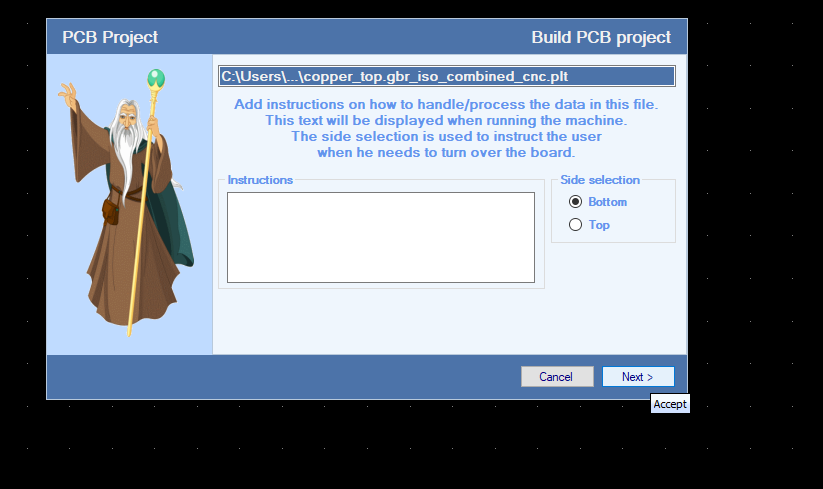 PCB Project
Build PCB project
C:\Users\...\copper_top.gbr_iso_combined_cnc.plt
Add instructions on how to handle/process the data in this file.
This text will be displayed when running the machine.
The side selection is used to instruct the user
when he needs to turn over the board.
Instructions
Side selection
Bottom
Top
Cancel
Next >
Accept